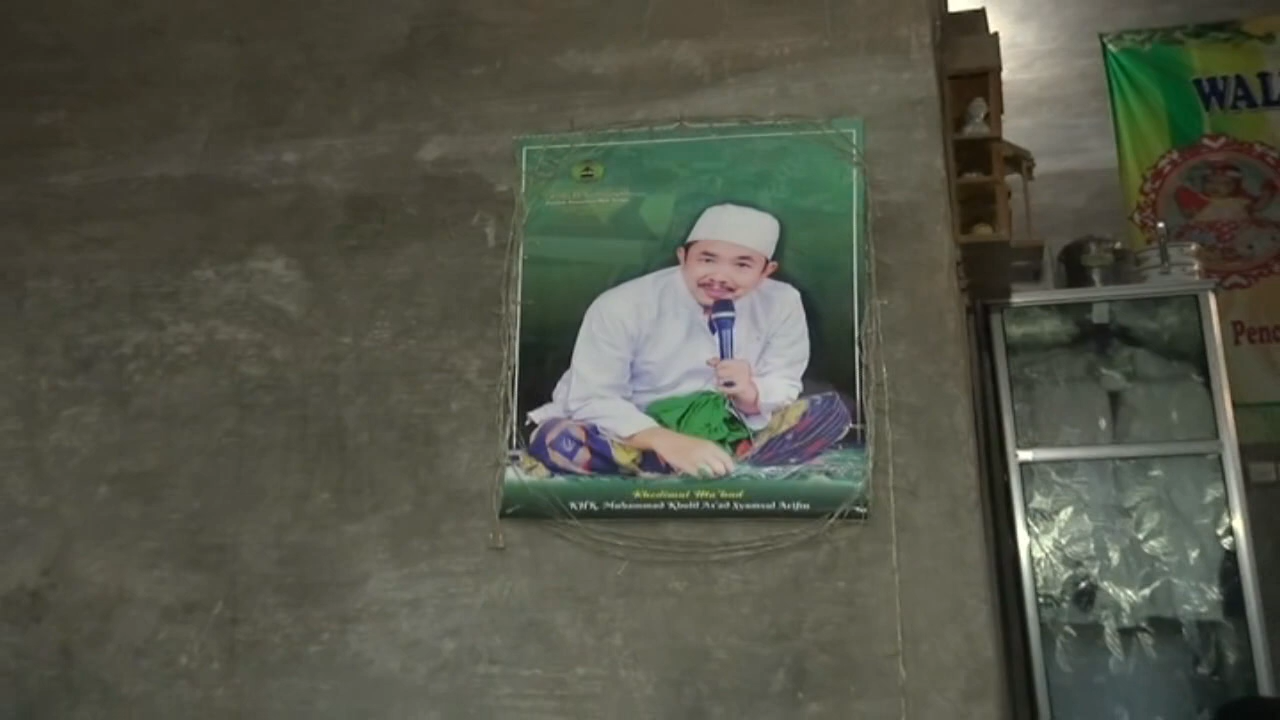 Khodimul Ma'had
KHR. Muhammad Kholil As'ad Syamsul Arifin
WAL
Penc